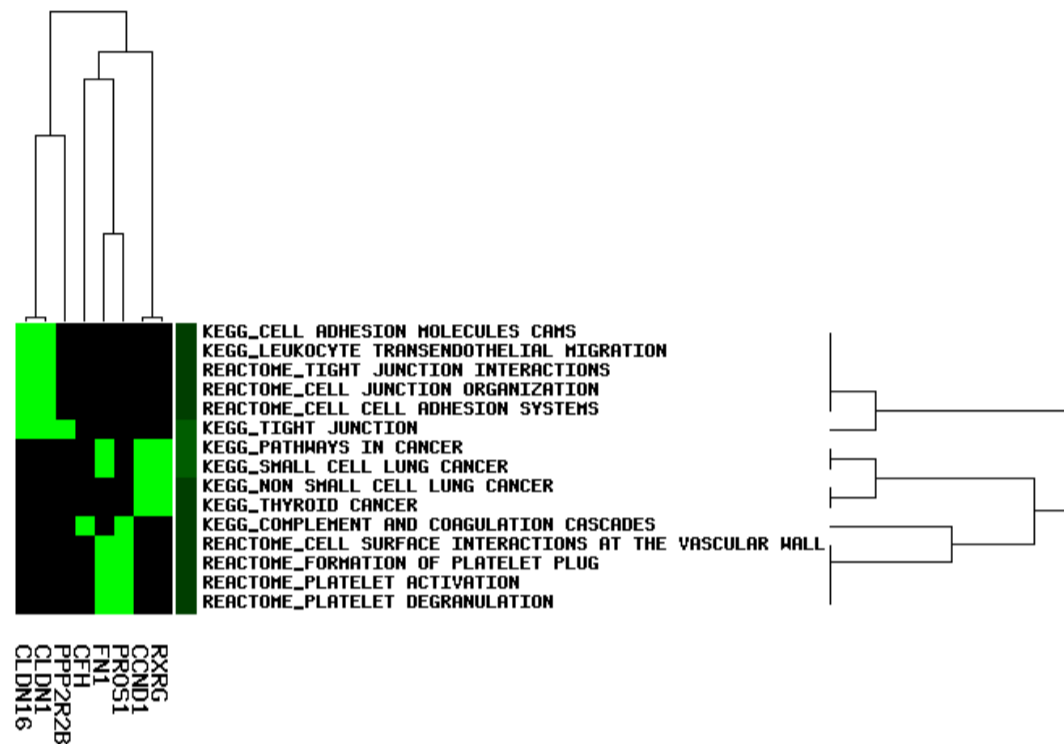 KEGG_CELL ADHESION MOLECULES CAMS
KEGG_LEUKOCYTE TRANSENDOTHELIAL MIGRATION
REACTOME_TIGHT JUNCTION INTERACTIONS
REACTOME_CELL JUNCTION ORGANIZATION
REACTOME_CELL CELL ADHESION SYSTEMS
KEGG_TIGHT JUNCTION
KEGG_PATHWAYS IN CANCER
KEGG_SMALL CELL LUNG CANCER
KEGG_NON SMALL CELL LUNG CANCER
KEGG_THYROID CANCER
KEGG_COMPLEMENT AND COAGULATION CASCADES
REACTOME_CELL SURFACE INTERACTIONS AT THE VASCULAR WALL
REACTOME_FORMATION OF PLATELET PLUG
REACTOME_PLATELET ACTIVATION
REACTOME_PLATELET DEGRANULATION
CLDN16
CLDN1
PPP2R2B
CFH
FN1
PROS1
CCND1
RXRG